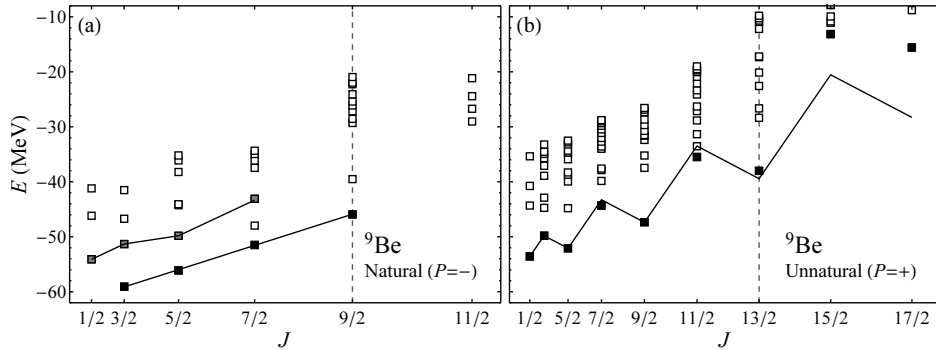 (a)
(b)
−10
−20
−30
−40
−50
−60
E (MeV)
⁹Be
Natural (P=−)
⁹Be
Unnatural (P=+)
1/2 3/2 5/2 7/2 9/2 11/2
1/2 5/2 7/2 9/2 11/2 13/2 15/2 17/2
J
J